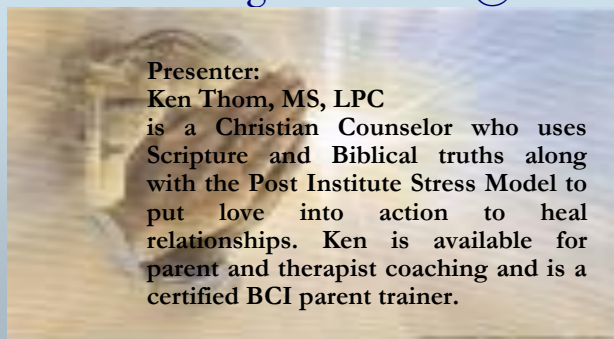 Presenter:
Ken Thom, MS, LPC
is a Christian Counselor who uses
Scripture and Biblical truths along
with the Post Institute Stress Model to
put love into action to heal
relationships. Ken is available for
parent and therapist coaching and is a
certified BCI parent trainer.